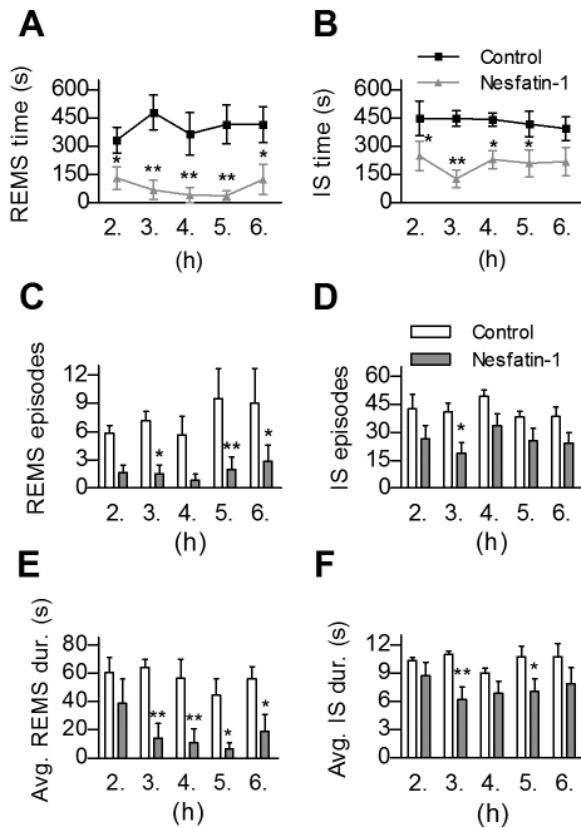 A
B
Control
Nesfatin-1
REMS time (s)
600
450
300
150
0
*
**
**
**
*
2. 3. 4. 5. 6.
(h)
IS time (s)
600
450
300
150
0
*
**
*
*
2. 3. 4. 5. 6.
(h)
C
D
REMS episodes
12
9
6
3
0
*
**
*
2. 3. 4. 5. 6.
(h)
Control
Nesfatin-1
IS episodes
60
45
30
15
0
*
2. 3. 4. 5. 6.
(h)
E
F
Avg. REMS dur. (s)
80
60
40
20
0
**
**
*
*
2. 3. 4. 5. 6.
(h)
Avg. IS dur. (s)
12
9
6
3
0
**
*
2. 3. 4. 5. 6.
(h)